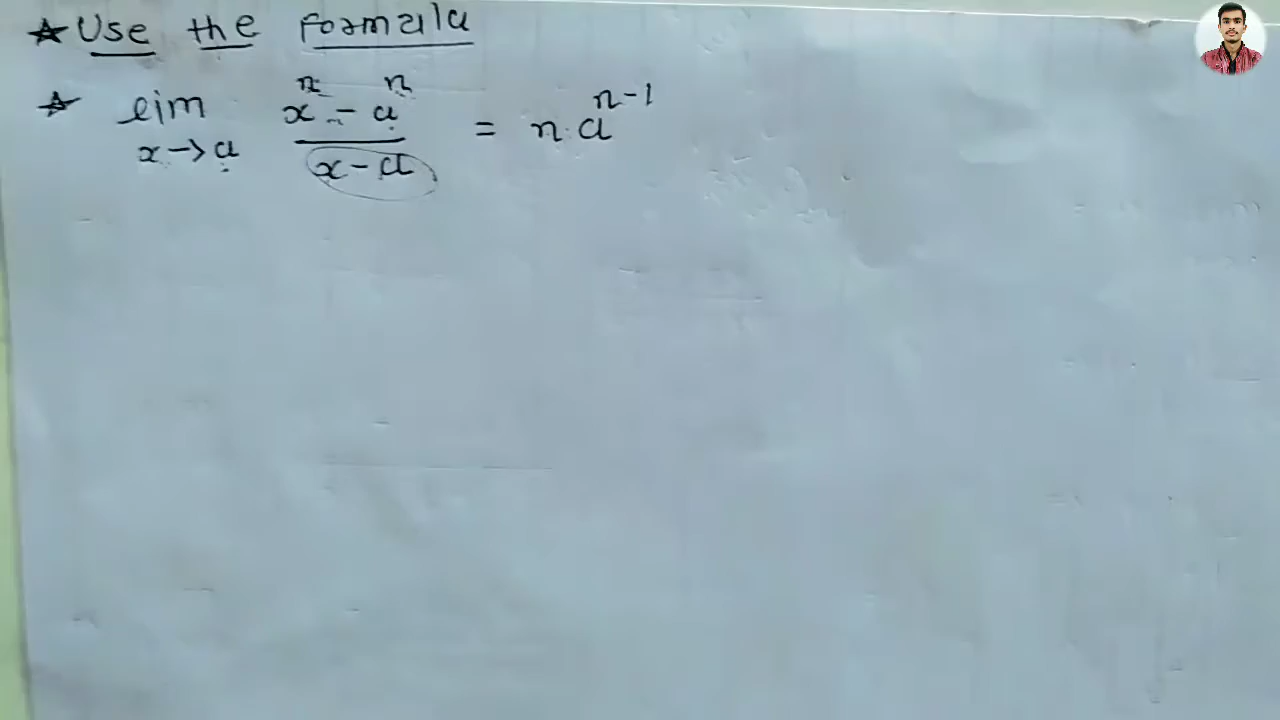 ★ Use the Formula
★ lim x→a (xⁿ - aⁿ)/(x - a) = n·aⁿ⁻¹